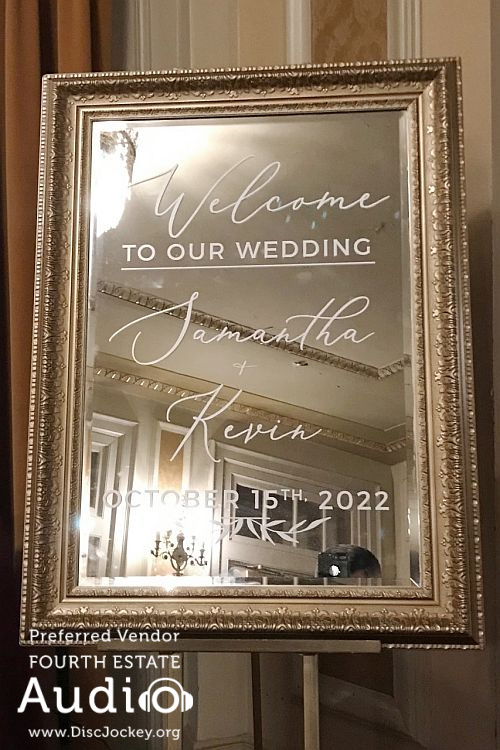 Welcome
TO OUR WEDDING
Samantha
+
Kevin
OCTOBER 15TH, 2022
Preferred Vendor
FOURTH ESTATE
Audio
www.DiscJockey.org